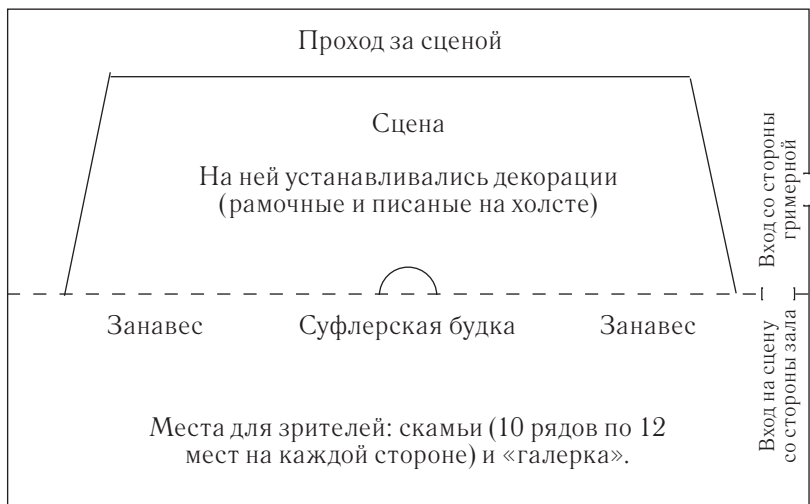 Проход за сценой
Сцена
На ней устанавливались декорации
(рамочные и писаные на холсте)
Вход со стороны
гримерной
Занавес
Суфлерская будка
Занавес
Вход на сцену
со стороны зала
Места для зрителей: скамьи (10 рядов по 12
мест на каждой стороне) и «галерка».